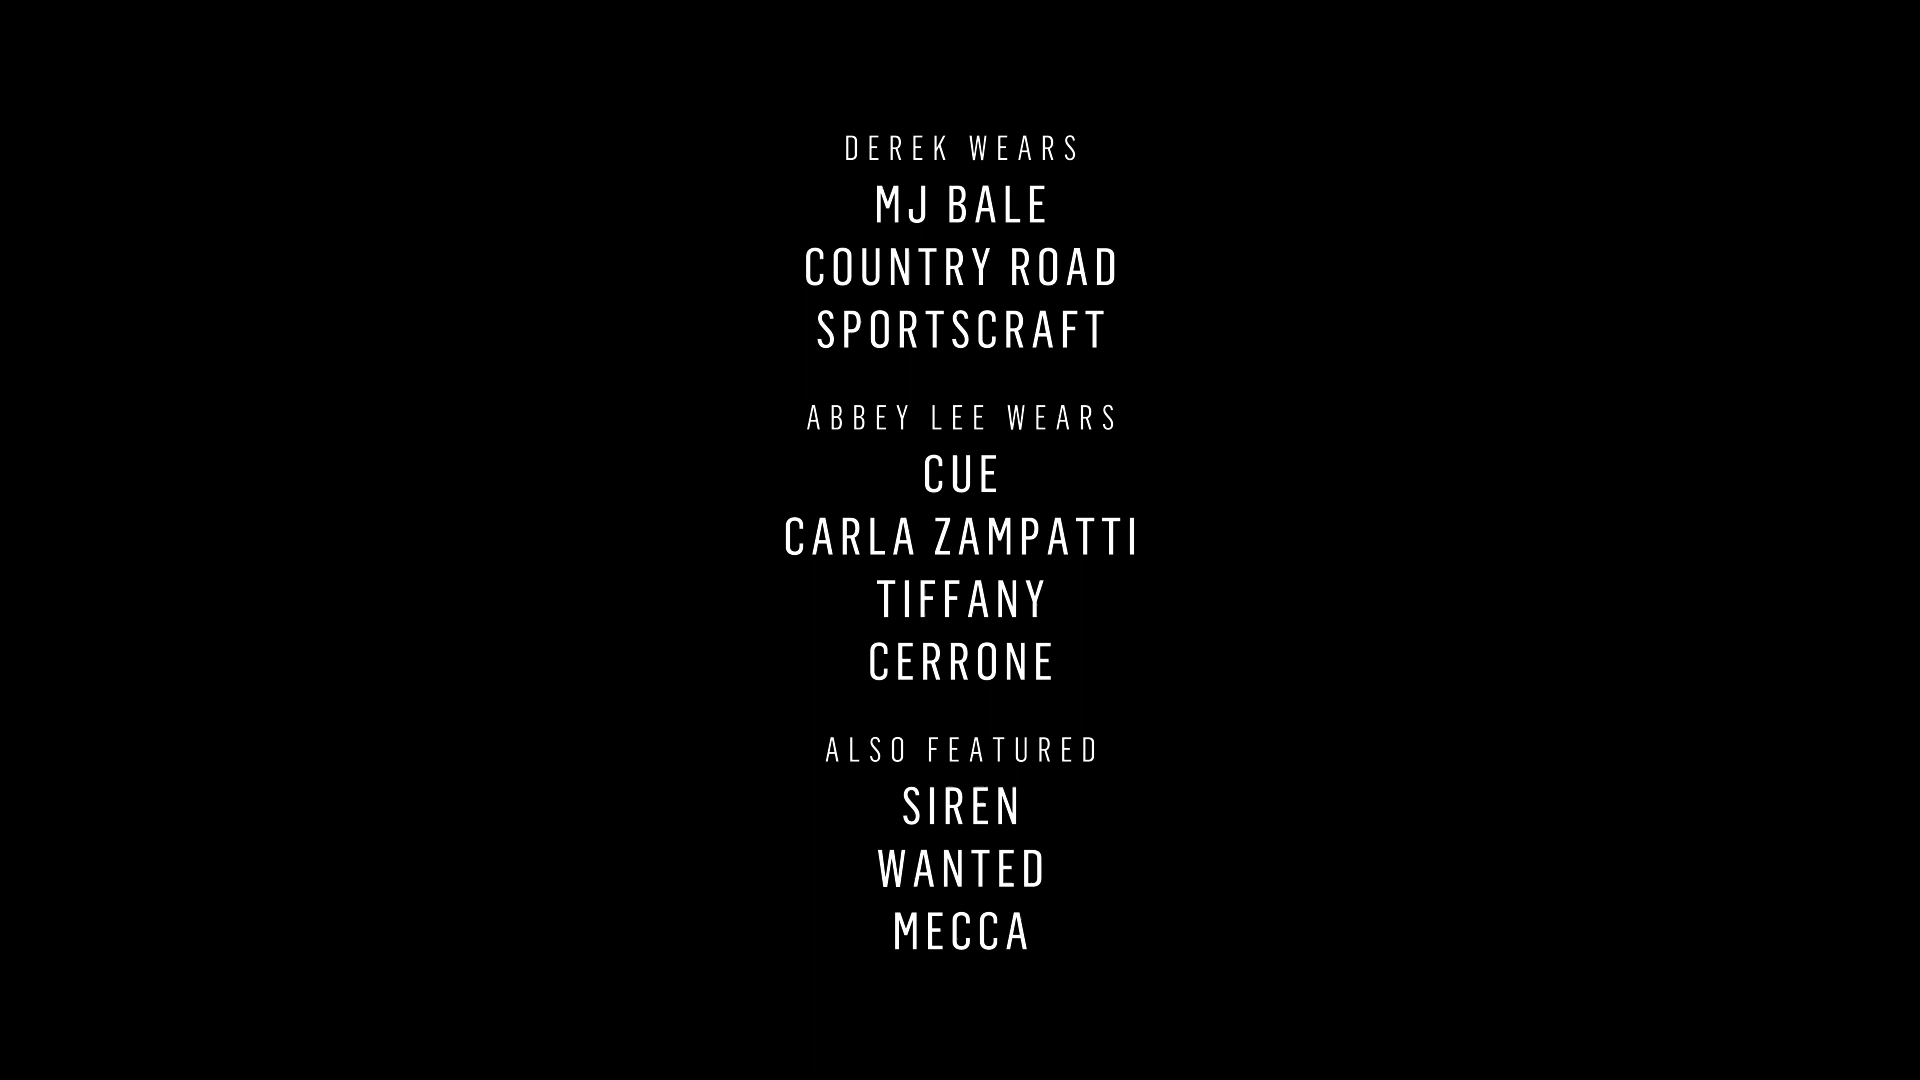 DEREK WEARS
MJ BALE
COUNTRY ROAD
SPORTSCRAFT
ABBEY LEE WEARS
CUE
CARLA ZAMPATTI
TIFFANY
CERRONE
ALSO FEATURED
SIREN
WANTED
MECCA